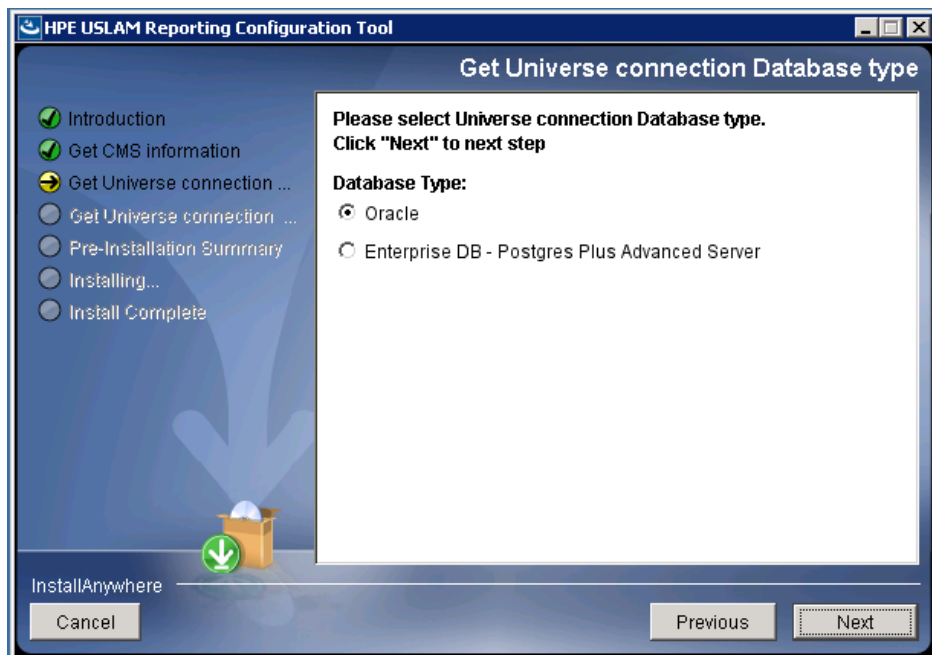 HPE USLAM Reporting Configuration Tool
Get Universe connection Database type
Introduction
Get CMS information
Get Universe connection ...
Get Universe connection ...
Pre-Installation Summary
Installing...
Install Complete
Please select Universe connection Database type.
Click "Next" to next step
Database Type:
Oracle
Enterprise DB - Postgres Plus Advanced Server
InstallAnywhere
Cancel
Previous
Next